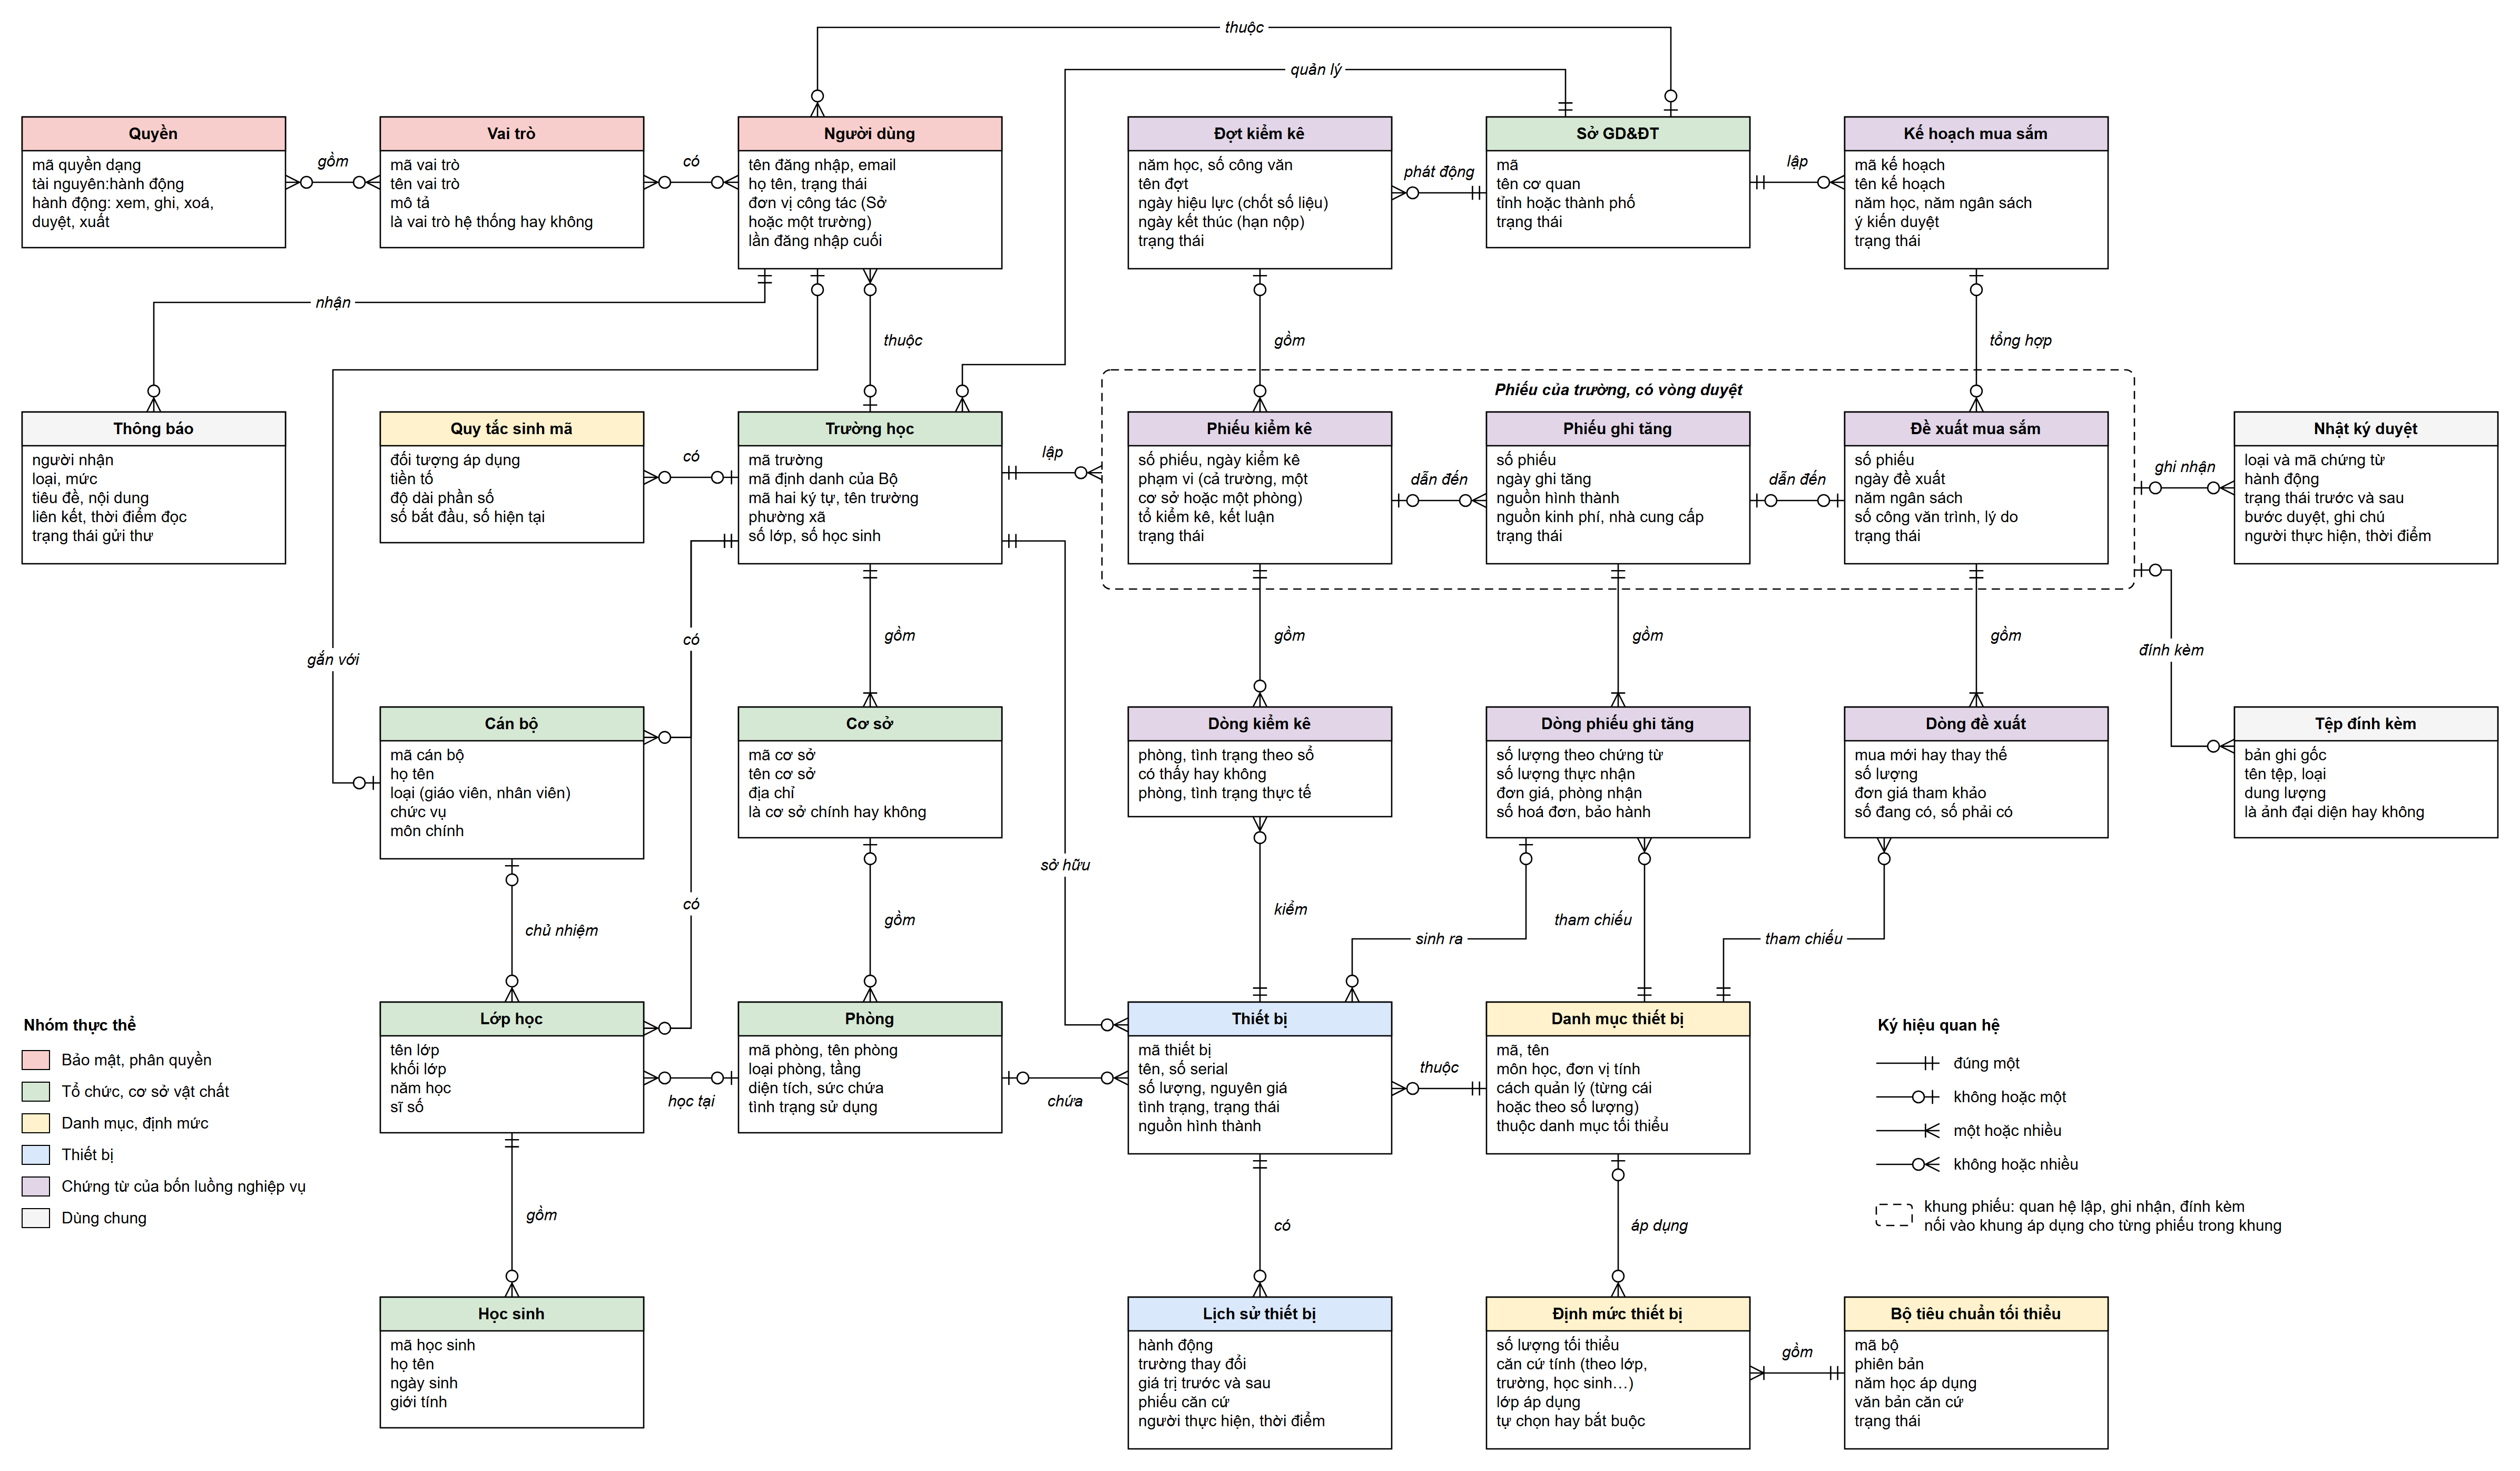 thuộc
quản lý
Quyền
mã quyền dạng
tài nguyên:hành động
hành động: xem, ghi, xoá,
duyệt, xuất
gồm
Vai trò
mã vai trò
tên vai trò
mô tả
là vai trò hệ thống hay không
có
Người dùng
tên đăng nhập, email
họ tên, trạng thái
đơn vị công tác (Sở
hoặc một trường)
lần đăng nhập cuối
Đợt kiểm kê
năm học, số công văn
tên đợt
ngày hiệu lực (chốt số liệu)
ngày kết thúc (hạn nộp)
trạng thái
phát động
Sở GD&ĐT
mã
tên cơ quan
tỉnh hoặc thành phố
trạng thái
lập
Kế hoạch mua sắm
mã kế hoạch
tên kế hoạch
năm học, năm ngân sách
ý kiến duyệt
trạng thái
nhận
thuộc
gồm
tổng hợp
Phiếu của trường, có vòng duyệt
Thông báo
người nhận
loại, mức
tiêu đề, nội dung
liên kết, thời điểm đọc
trạng thái gửi thư
Quy tắc sinh mã
đối tượng áp dụng
tiền tố
độ dài phần số
số bắt đầu, số hiện tại
có
Trường học
mã trường
mã định danh của Bộ
mã hai ký tự, tên trường
phường xã
số lớp, số học sinh
lập
Phiếu kiểm kê
số phiếu, ngày kiểm kê
phạm vi (cả trường, một
cơ sở hoặc một phòng)
tổ kiểm kê, kết luận
trạng thái
dẫn đến
Phiếu ghi tăng
số phiếu
ngày ghi tăng
nguồn hình thành
nguồn kinh phí, nhà cung cấp
trạng thái
dẫn đến
Đề xuất mua sắm
số phiếu
ngày đề xuất
năm ngân sách
số công văn trình, lý do
trạng thái
ghi nhận
Nhật ký duyệt
loại và mã chứng từ
hành động
trạng thái trước và sau
bước duyệt, ghi chú
người thực hiện, thời điểm
gắn với
có
gồm
gồm
gồm
gồm
đính kèm
Cán bộ
mã cán bộ
họ tên
loại (giáo viên, nhân viên)
chức vụ
môn chính
Cơ sở
mã cơ sở
tên cơ sở
địa chỉ
là cơ sở chính hay không
Dòng kiểm kê
phòng, tình trạng theo sổ
có thấy hay không
phòng, tình trạng thực tế
Dòng phiếu ghi tăng
số lượng theo chứng từ
số lượng thực nhận
đơn giá, phòng nhận
số hoá đơn, bảo hành
Dòng đề xuất
mua mới hay thay thế
số lượng
đơn giá tham khảo
số đang có, số phải có
Tệp đính kèm
bản ghi gốc
tên tệp, loại
dung lượng
là ảnh đại diện hay không
sở hữu
chủ nhiệm
có
gồm
kiểm
sinh ra
tham chiếu
tham chiếu
Lớp học
tên lớp
khối lớp
năm học
sĩ số
học tại
Phòng
mã phòng, tên phòng
loại phòng, tầng
diện tích, sức chứa
tình trạng sử dụng
chứa
Thiết bị
mã thiết bị
tên, số serial
số lượng, nguyên giá
tình trạng, trạng thái
nguồn hình thành
thuộc
Danh mục thiết bị
mã, tên
môn học, đơn vị tính
cách quản lý (từng cái
hoặc theo số lượng)
thuộc danh mục tối thiểu
Nhóm thực thể
Bảo mật, phân quyền
Tổ chức, cơ sở vật chất
Danh mục, định mức
Thiết bị
Chứng từ của bốn luồng nghiệp vụ
Dùng chung
Ký hiệu quan hệ
đúng một
không hoặc một
một hoặc nhiều
không hoặc nhiều
khung phiếu: quan hệ lập, ghi nhận, đính kèm
nối vào khung áp dụng cho từng phiếu trong khung
gồm
có
áp dụng
Học sinh
mã học sinh
họ tên
ngày sinh
giới tính
Lịch sử thiết bị
hành động
trường thay đổi
giá trị trước và sau
phiếu căn cứ
người thực hiện, thời điểm
Định mức thiết bị
số lượng tối thiểu
căn cứ tính (theo lớp,
trường, học sinh...)
lớp áp dụng
tự chọn hay bắt buộc
gồm
Bộ tiêu chuẩn tối thiểu
mã bộ
phiên bản
năm học áp dụng
văn bản căn cứ
trạng thái